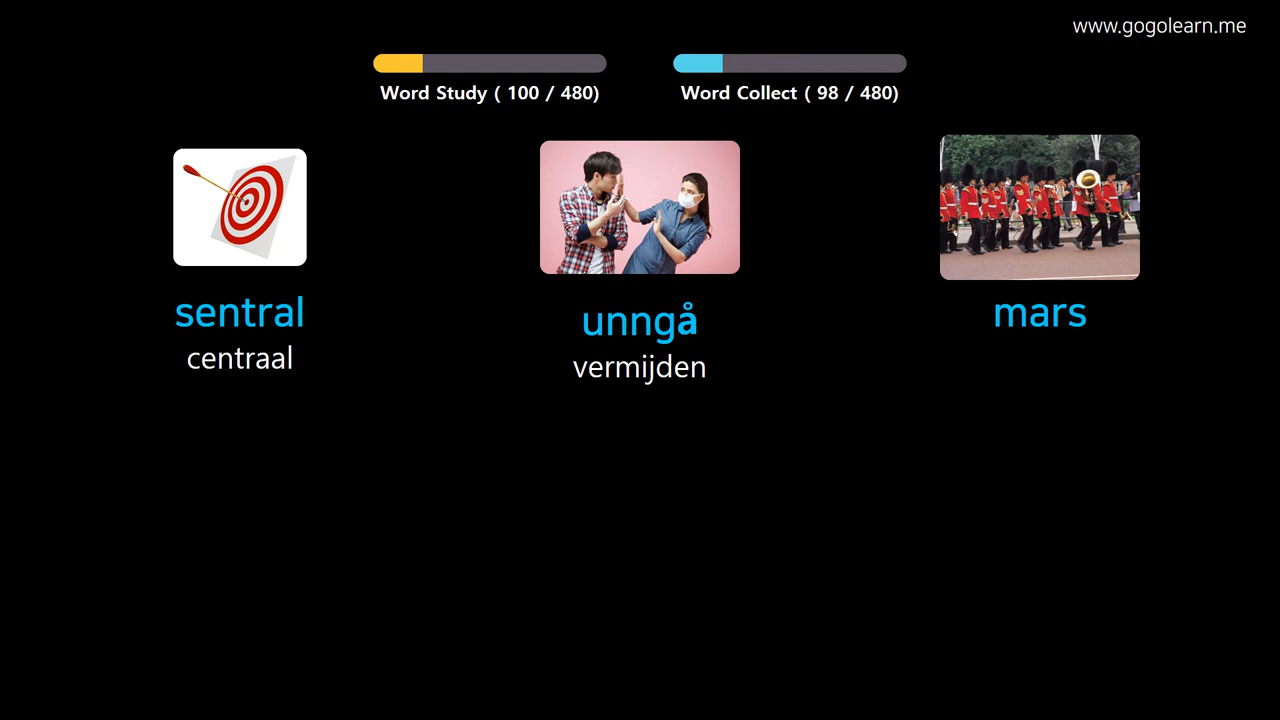 www.gogolearn.me
Word Study ( 100 / 480)
Word Collect ( 98 / 480)
sentral
centraal
unngå
vermijden
mars